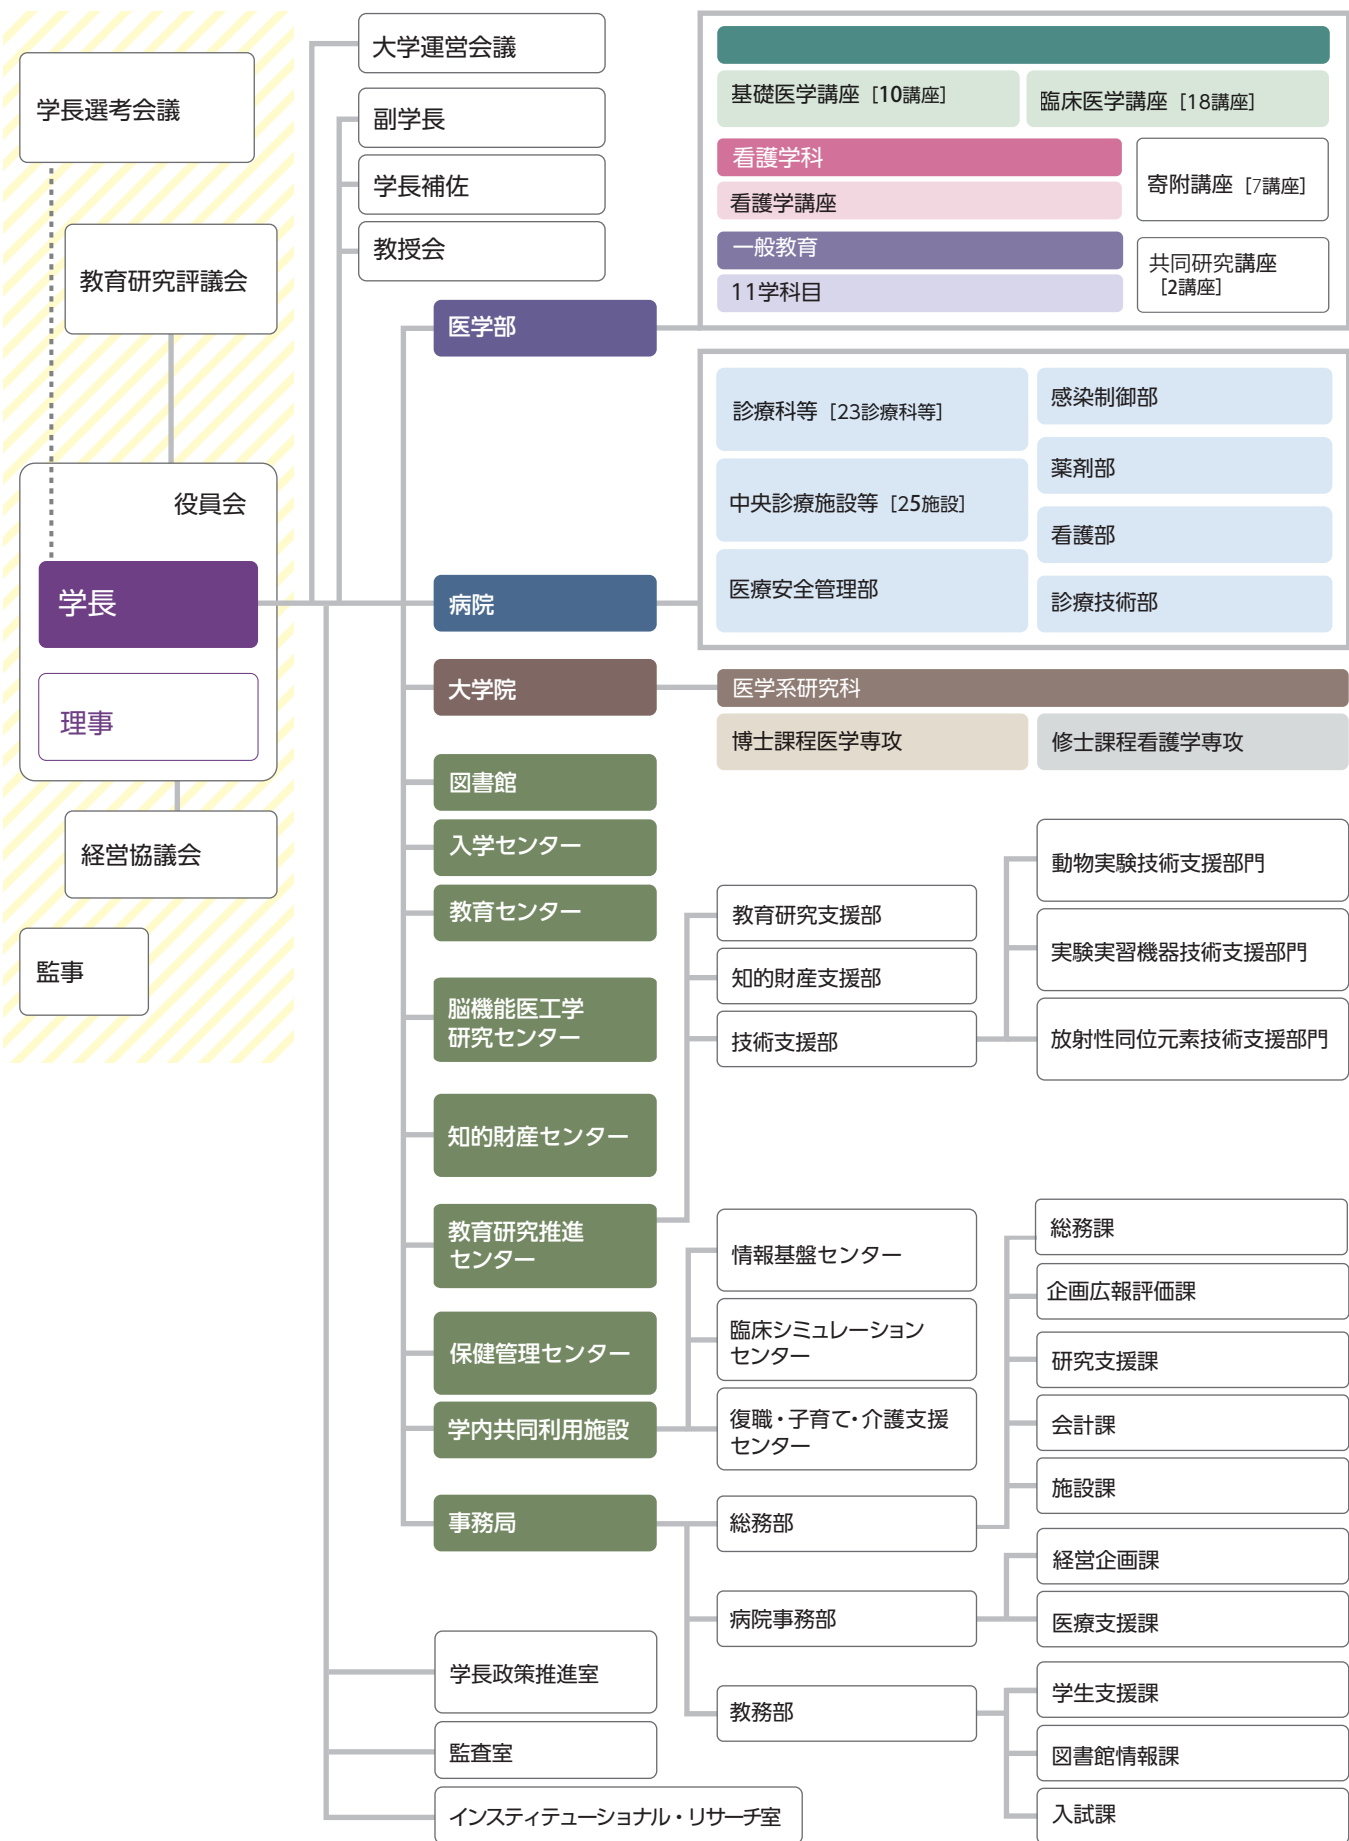 学長選考会議
教育研究評議会
役員会
学長
理事
経営協議会
監事
大学運営会議
副学長
学長補佐
教授会
医学部
基礎医学講座 [10講座]
臨床医学講座 [18講座]
看護学科
看護学講座
寄附講座 [7講座]
一般教育
11学科目
共同研究講座
[2講座]
病院
診療科等 [23診療科等]
中央診療施設等 [25施設]
医療安全管理部
感染制御部
薬剤部
看護部
診療技術部
大学院
医学系研究科
博士課程医学専攻
修士課程看護学専攻
図書館
入学センター
教育センター
脳機能医工学
研究センター
知的財産センター
教育研究推進
センター
教育研究支援部
知的財産支援部
技術支援部
動物実験技術支援部門
実験実習機器技術支援部門
放射性同位元素技術支援部門
保健管理センター
学内共同利用施設
情報基盤センター
臨床シミュレーション
センター
復職・子育て・介護支援
センター
事務局
総務部
総務課
企画広報評価課
研究支援課
会計課
施設課
病院事務部
経営企画課
医療支援課
教務部
学生支援課
図書館情報課
入試課
学長政策推進室
監査室
インスティテューショナル・リサーチ室